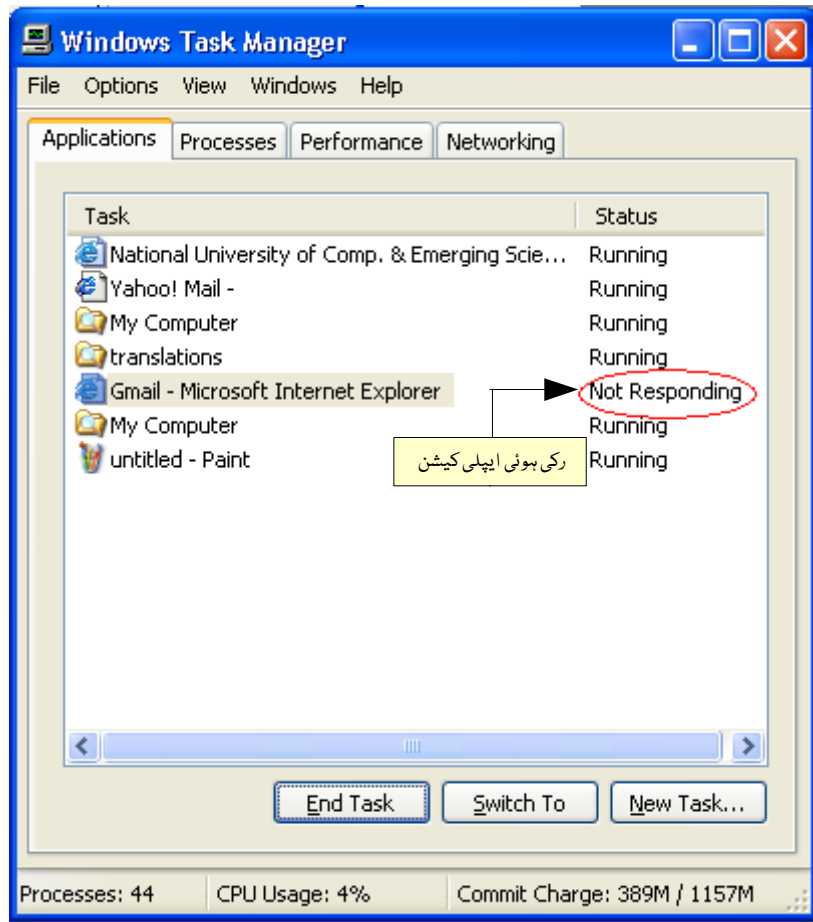 Windows Task Manager
File Options View Windows Help
Applications Processes Performance Networking
Task Status
National University of Comp. & Emerging Scie... Running
Yahoo! Mail - Running
My Computer Running
translations Running
Gmail - Microsoft Internet Explorer Not Responding
My Computer Running
untitled - Paint Running
رکی ہوئی ایپلی کیشن
End Task Switch To New Task...
Processes: 44 CPU Usage: 4% Commit Charge: 389M / 1157M